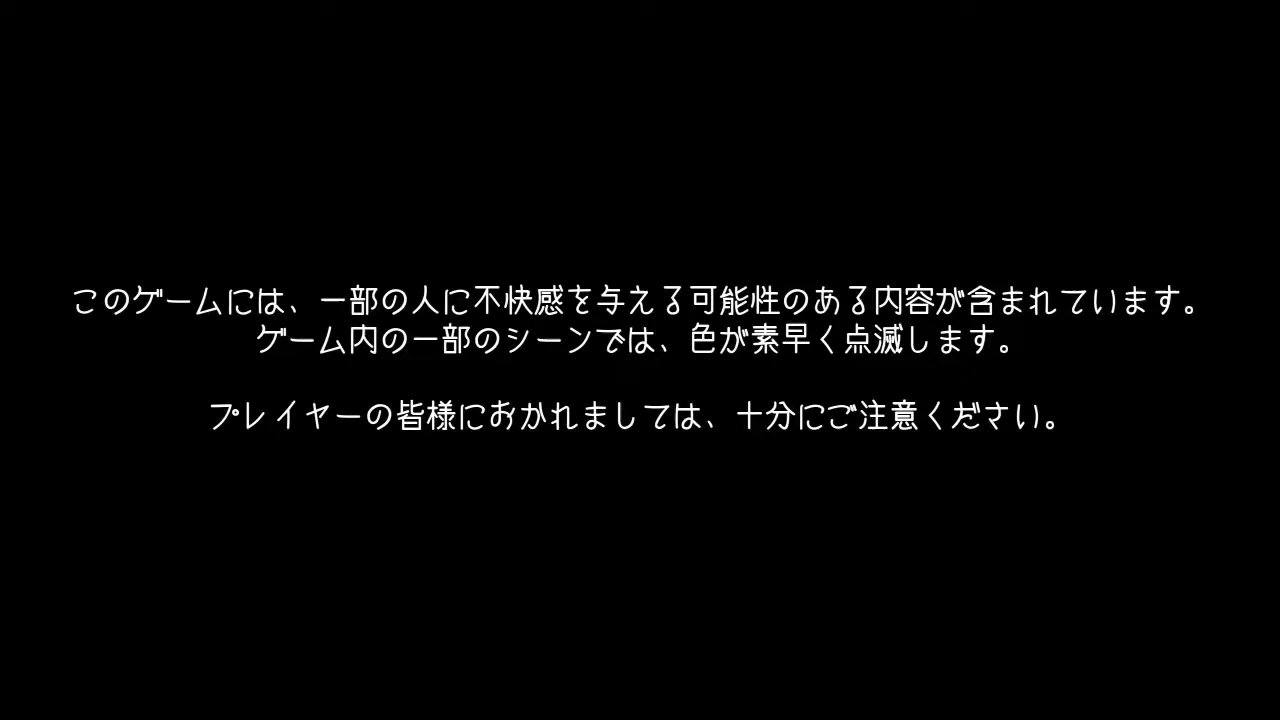 このゲームには、一部の人に不快感を与える可能性のある内容が含まれています。
ゲーム内の一部のシーンでは、色が素早く点滅します。
プレイヤーの皆様におかれましては、十分にご注意ください。